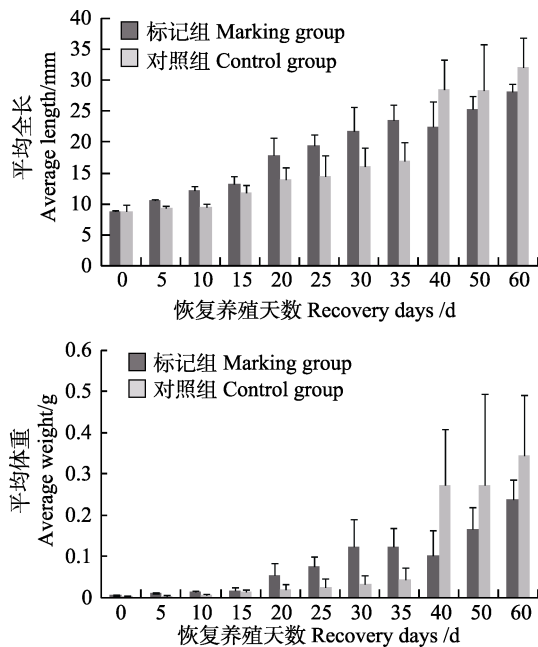 40
35
30
25
20
15
10
5
0
平均全长
Average length/mm
标记组 Marking group
对照组 Control group
0 5 10 15 20 25 30 35 40 50 60
恢复养殖天数 Recovery days /d
0.6
0.5
0.4
0.3
0.2
0.1
0
平均体重
Average weight/g
标记组 Marking group
对照组 Control group
0 5 10 15 20 25 30 35 40 50 60
恢复养殖天数 Recovery days /d